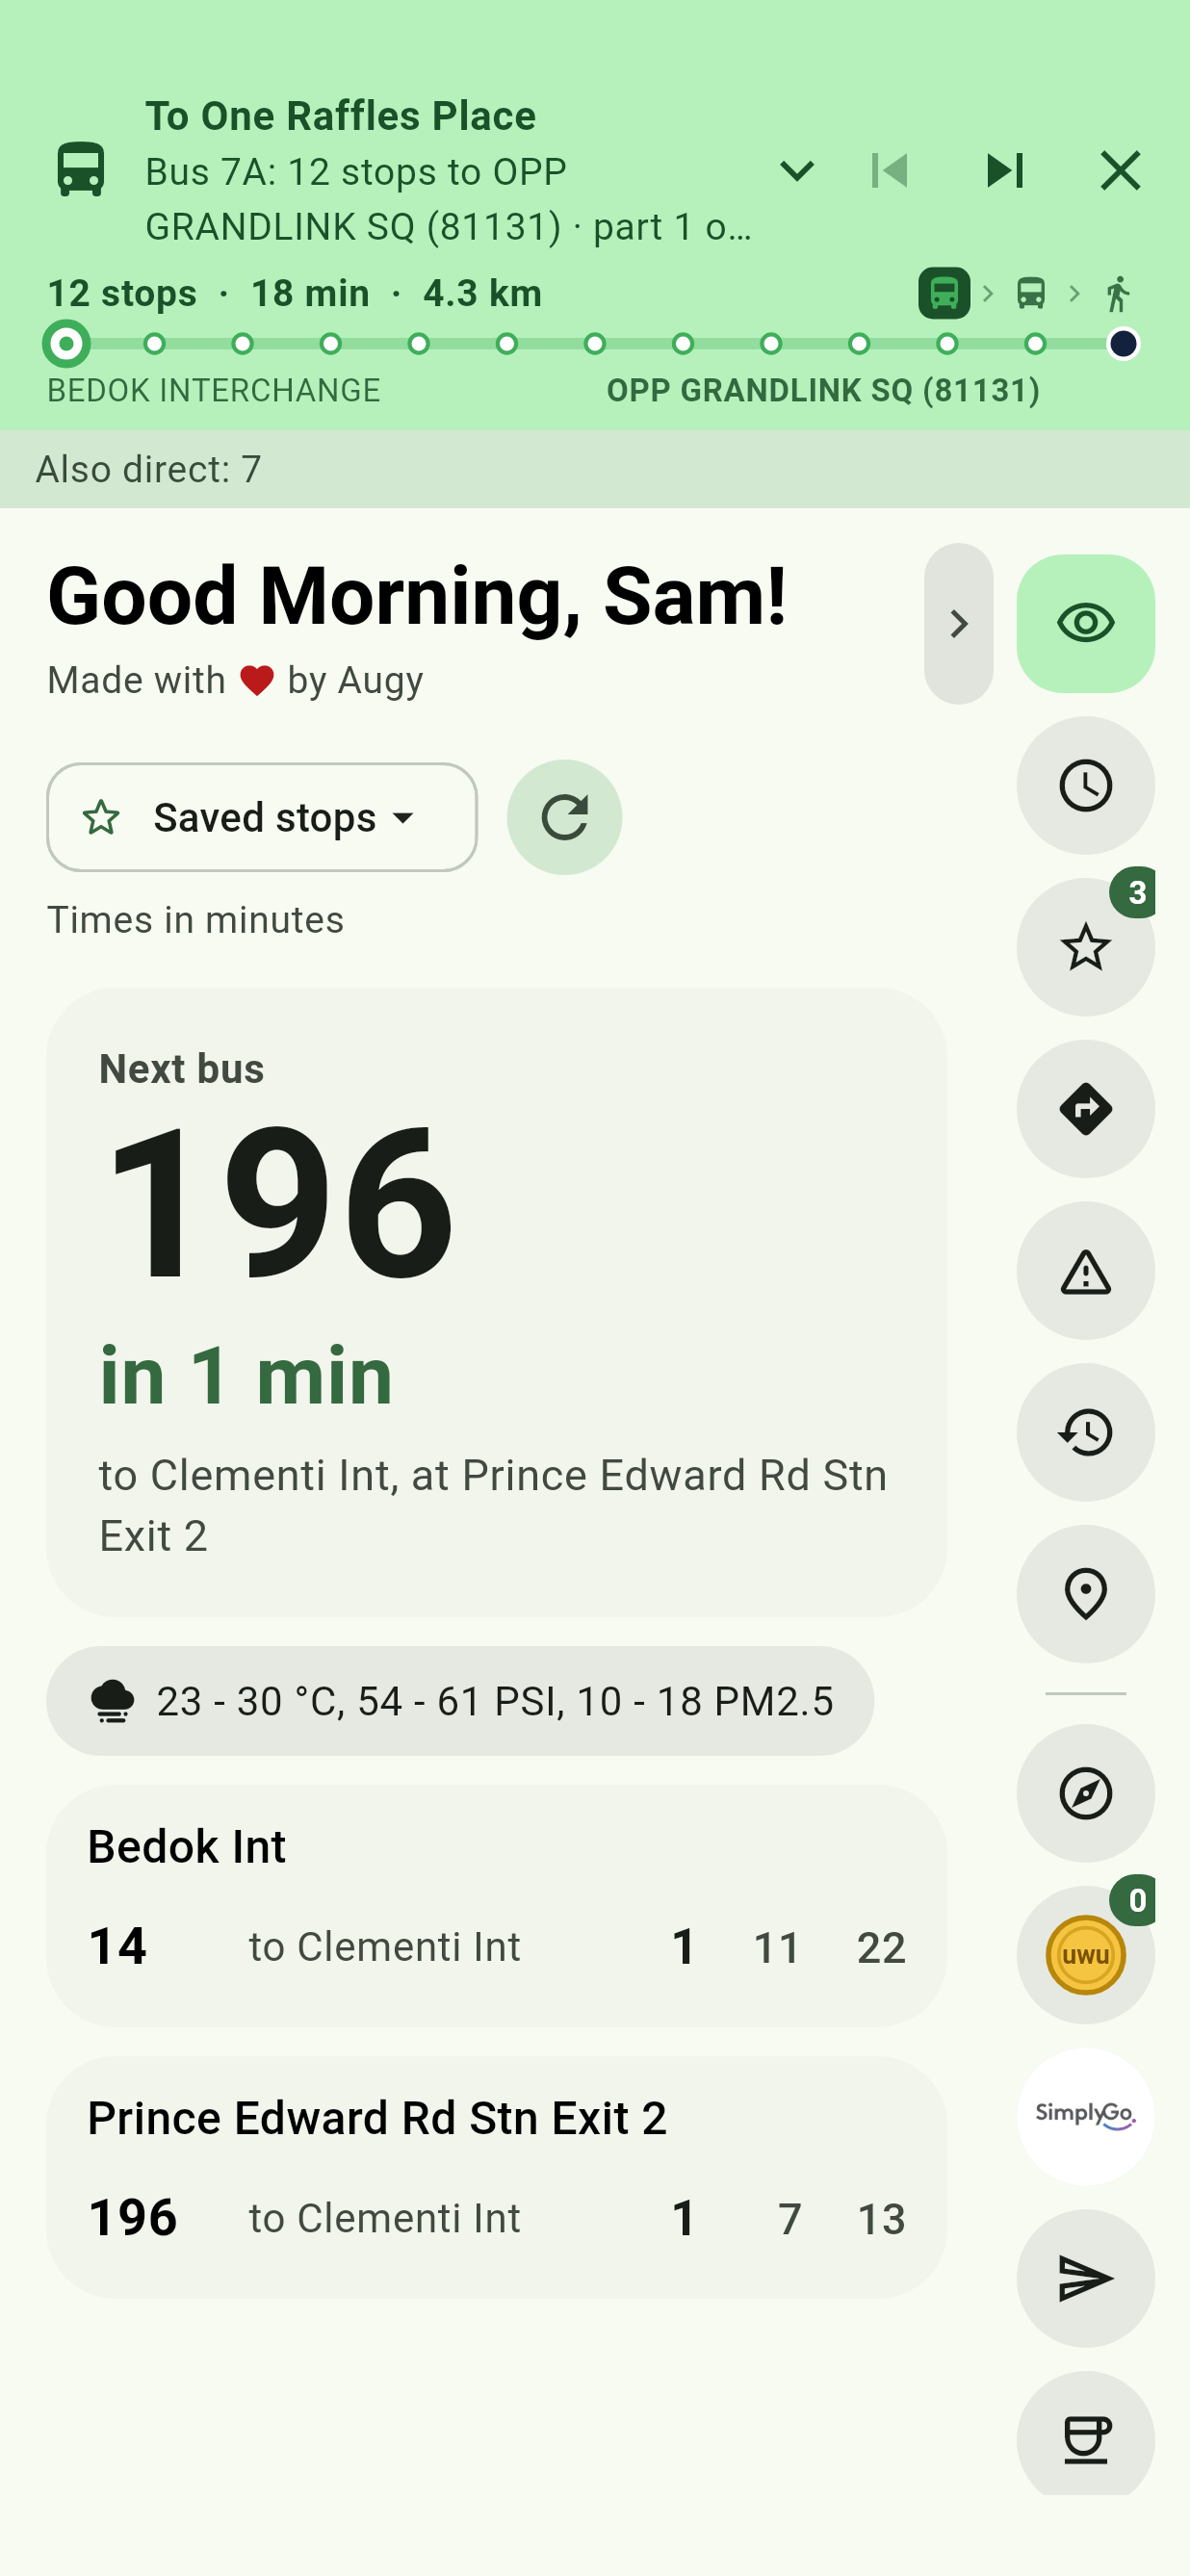 To One Raffles Place
Bus 7A: 12 stops to OPP
GRANDLINK SQ (81131) · part 1 o…
12 stops · 18 min · 4.3 km
BEDOK INTERCHANGE
OPP GRANDLINK SQ (81131)
Also direct: 7
Good Morning, Sam!
Made with ❤ by Augy
Saved stops
3
Times in minutes
Next bus
196
in 1 min
to Clementi Int, at Prince Edward Rd Stn
Exit 2
23 - 30 °C, 54 - 61 PSI, 10 - 18 PM2.5
Bedok Int
14 to Clementi Int 1 11 22
0
uwu
Prince Edward Rd Stn Exit 2
SimplyGo
196 to Clementi Int 1 7 13